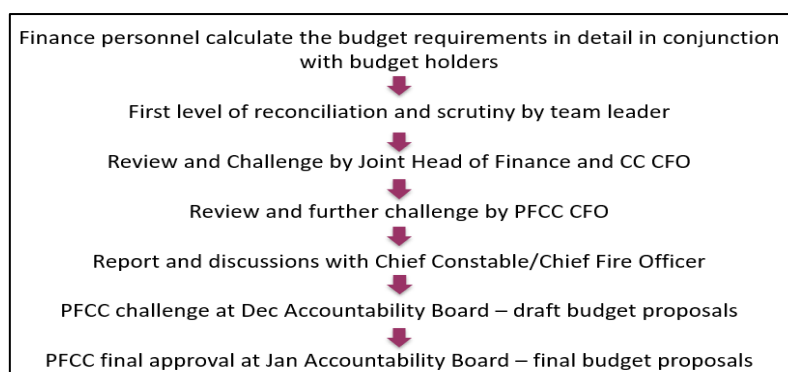 Finance personnel calculate the budget requirements in detail in conjunction
with budget holders
First level of reconciliation and scrutiny by team leader
Review and Challenge by Joint Head of Finance and CC CFO
Review and further challenge by PFCC CFO
Report and discussions with Chief Constable/Chief Fire Officer
PFCC challenge at Dec Accountability Board – draft budget proposals
PFCC final approval at Jan Accountability Board – final budget proposals